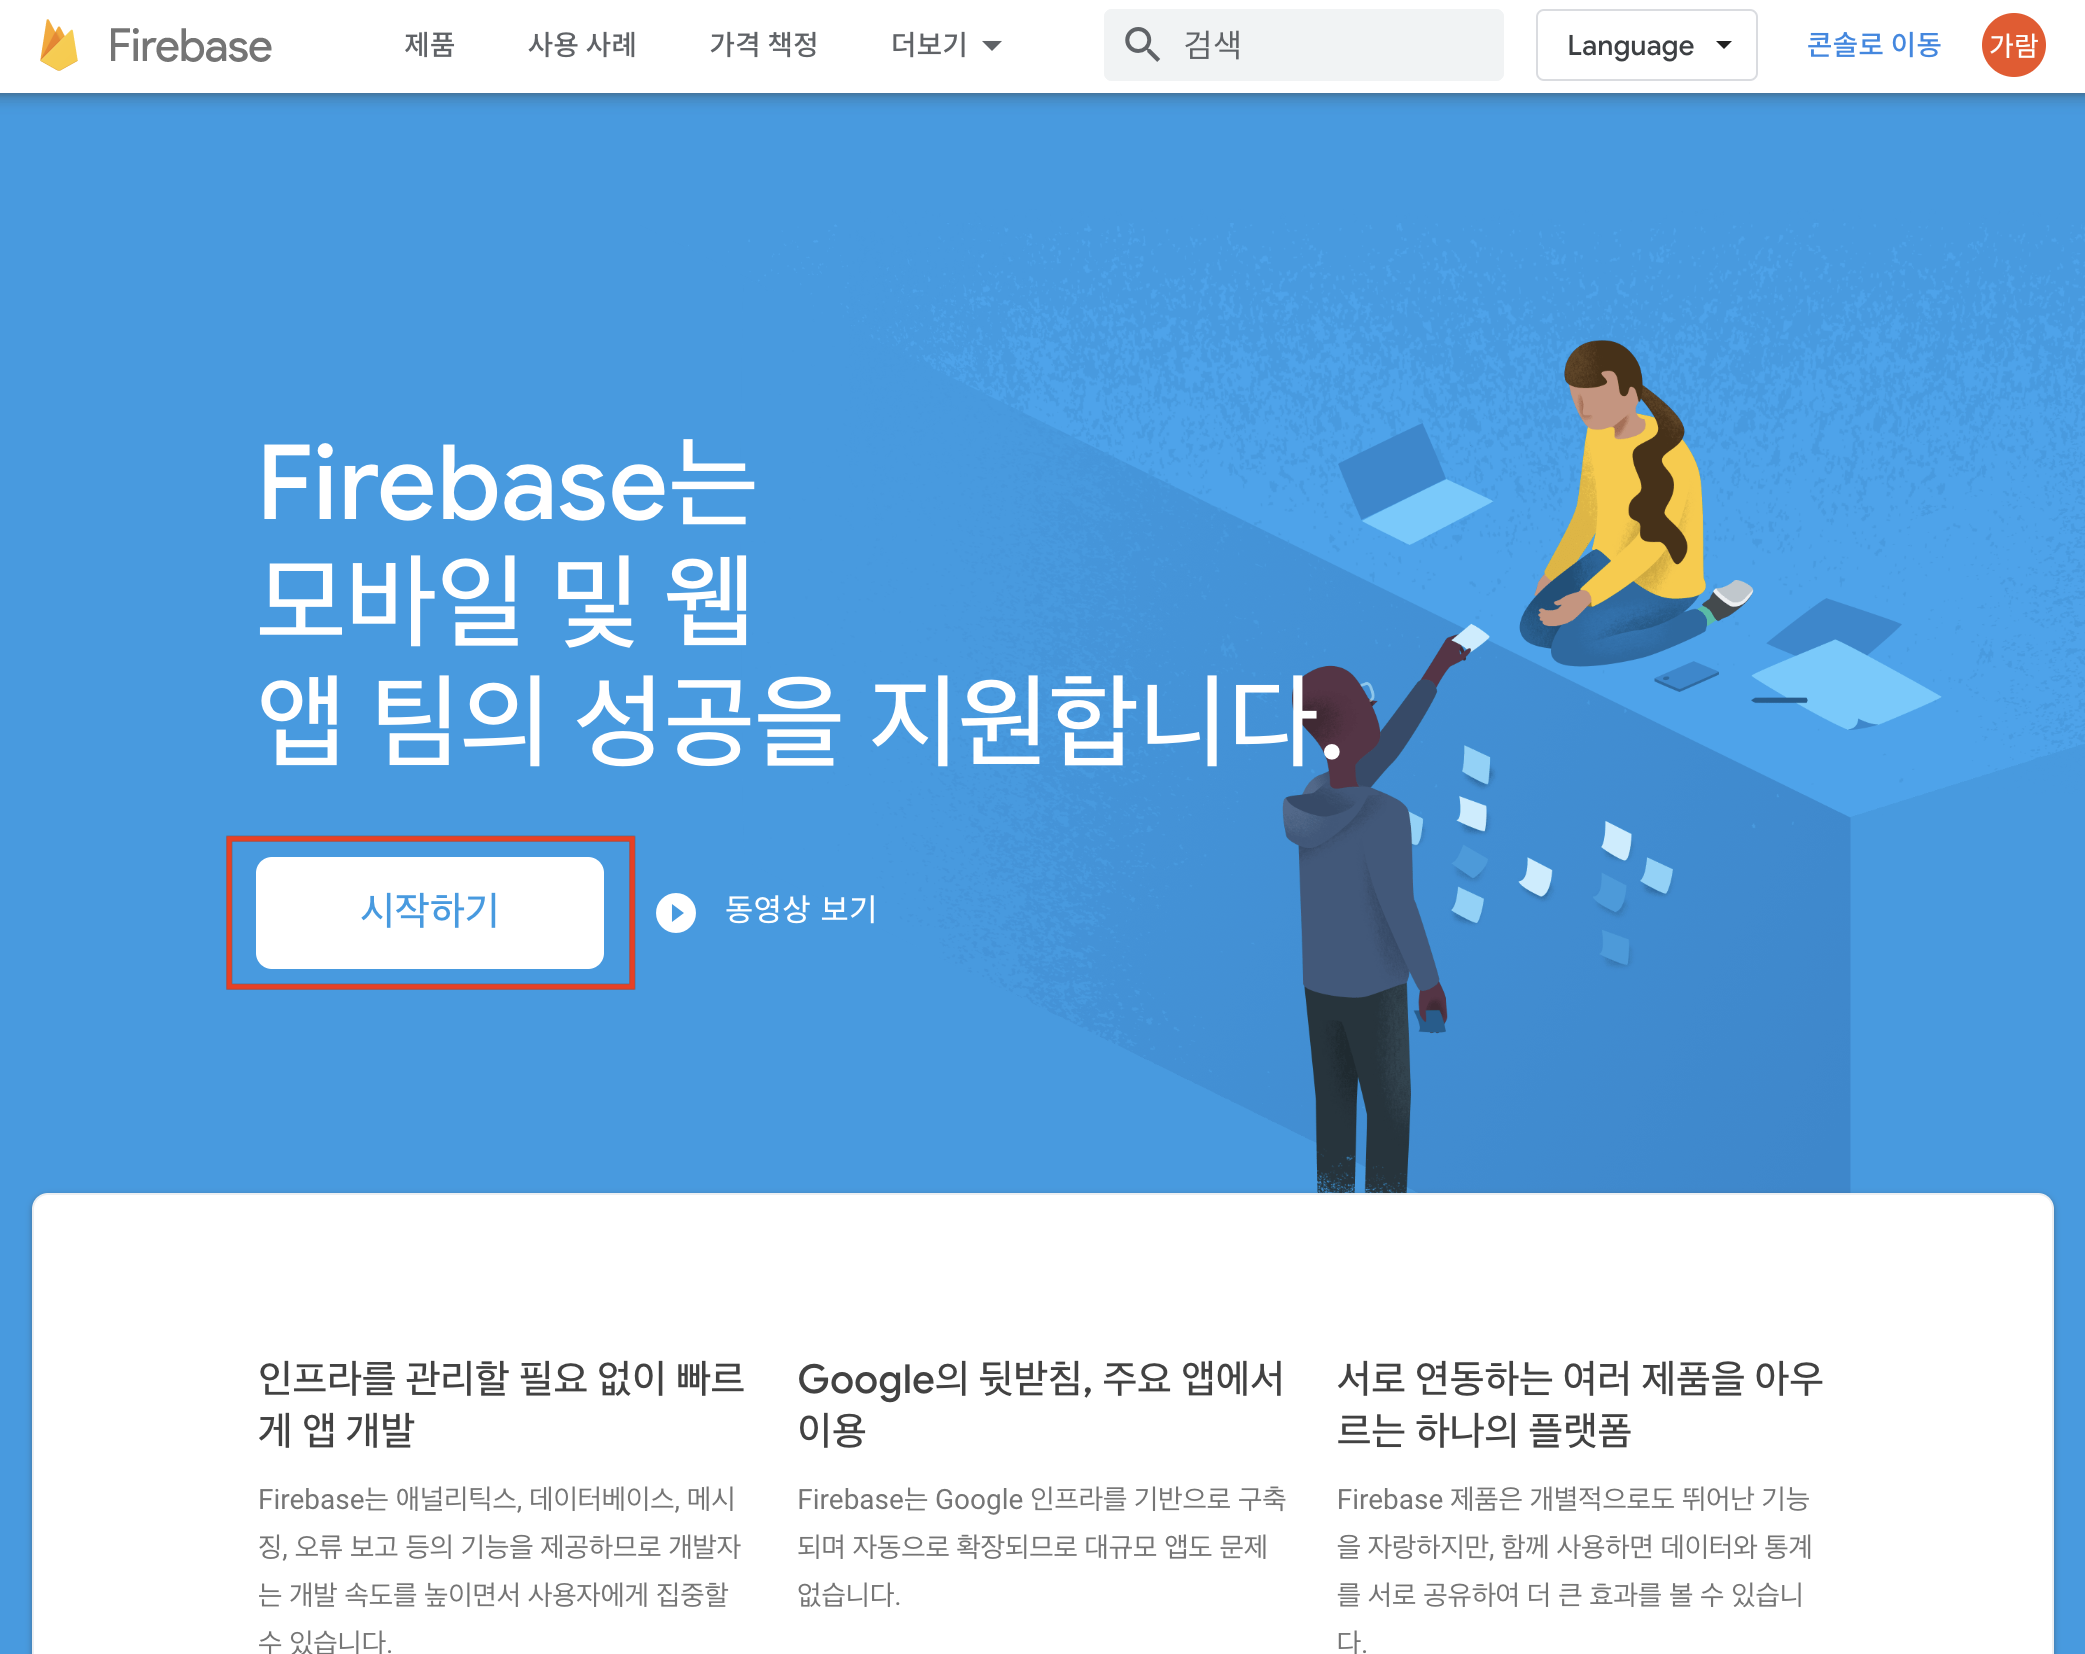 Firebase
제품
사용 사례
가격 책정
더보기
검색
Language
콘솔로 이동
가람
Firebase는
모바일 및 웹
앱 팀의 성공을 지원합니다.
시작하기
동영상 보기
인프라를 관리할 필요 없이 빠르
게 앱 개발
Firebase는 애널리틱스, 데이터베이스, 메시
징, 오류 보고 등의 기능을 제공하므로 개발자
는 개발 속도를 높이면서 사용자에게 집중할
수 있습니다.
Google의 뒷받침, 주요 앱에서
이용
Firebase는 Google 인프라를 기반으로 구축
되며 자동으로 확장되므로 대규모 앱도 문제
없습니다.
서로 연동하는 여러 제품을 아우
르는 하나의 플랫폼
Firebase 제품은 개별적으로도 뛰어난 기능
을 자랑하지만, 함께 사용하면 데이터와 통계
를 서로 공유하여 더 큰 효과를 볼 수 있습니
다.